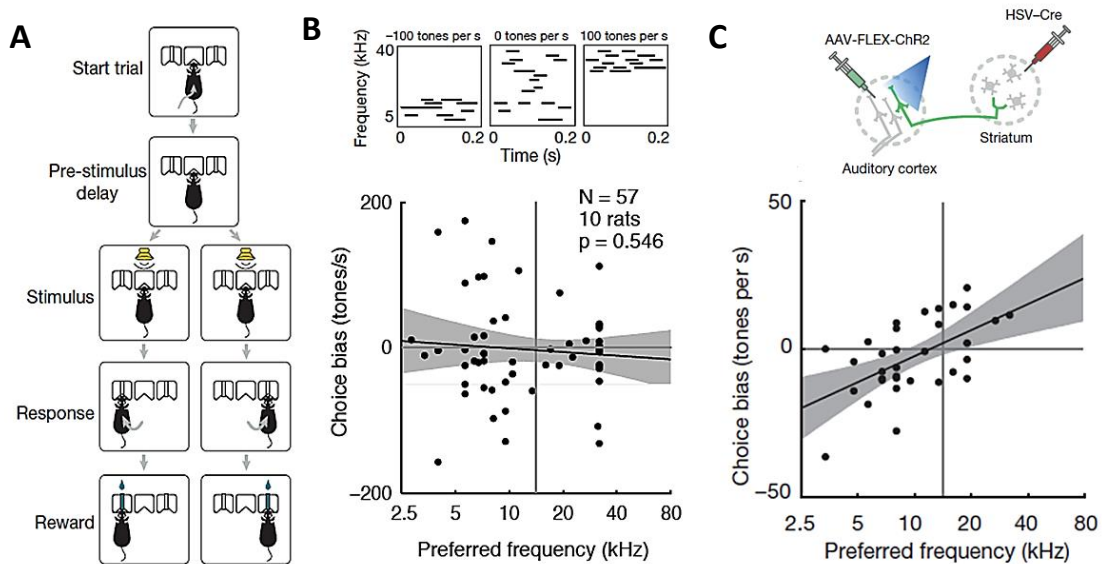 A
Start trial
Pre-stimulus
delay
Stimulus
Response
Reward
B
−100 tones per s
0 tones per s
100 tones per s
Frequency (kHz)
40
5
0
0.2
0
0.2
0
0.2
Time (s)
N = 57
10 rats
p = 0.546
Choice bias (tones/s)
200
0
−200
2.5
5
10
20
40
80
Preferred frequency (kHz)
C
HSV–Cre
AAV-FLEX-ChR2
Striatum
Auditory cortex
Choice bias (tones per s)
50
0
−50
2.5
5
10
20
40
80
Preferred frequency (kHz)